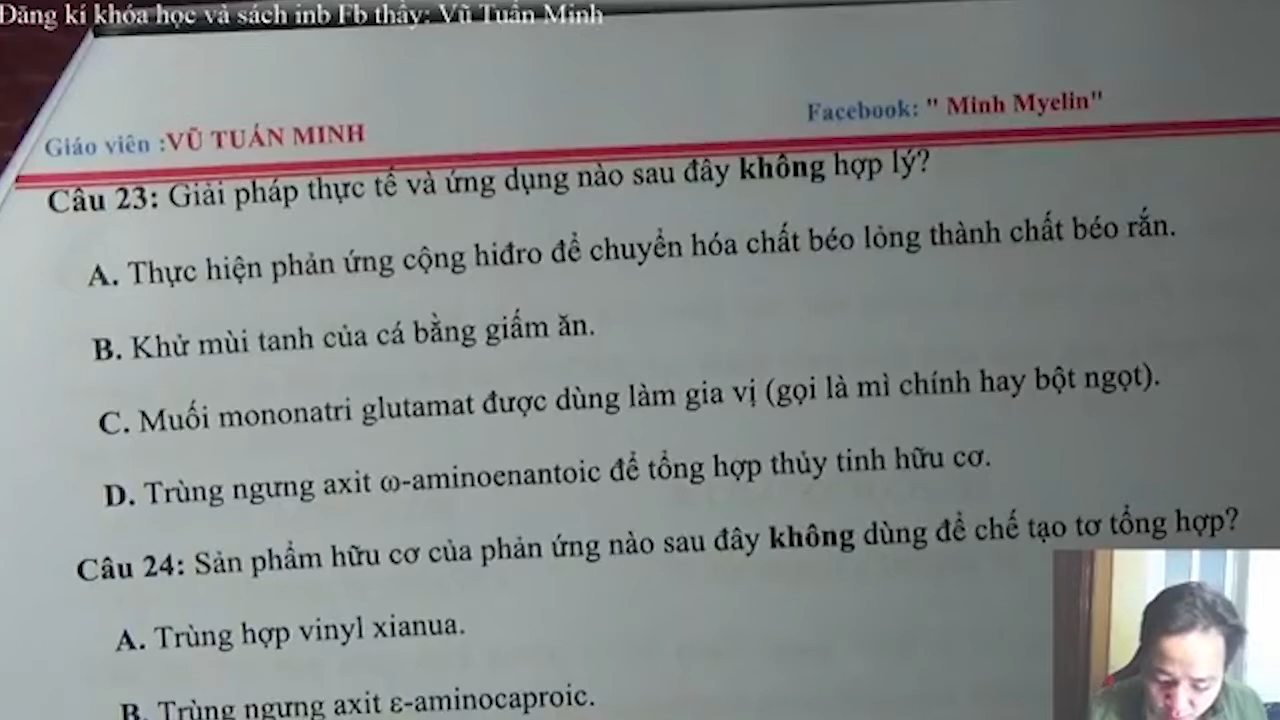 Đăng kí khóa học và sách inb Fb thầy: Vũ Tuấn Minh
Giáo viên :VŨ TUẤN MINH
Facebook: " Minh Myelin"
Câu 23: Giải pháp thực tế và ứng dụng nào sau đây không hợp lý?
A. Thực hiện phản ứng cộng hiđro để chuyển hóa chất béo lỏng thành chất béo rắn.
B. Khử mùi tanh của cá bằng giấm ăn.
C. Muối mononatri glutamat được dùng làm gia vị (gọi là mì chính hay bột ngọt).
D. Trùng ngưng axit ω-aminoenantoic để tổng hợp thủy tinh hữu cơ.
Câu 24: Sản phẩm hữu cơ của phản ứng nào sau đây không dùng để chế tạo tơ tổng hợp?
A. Trùng hợp vinyl xianua.
B. Trùng ngưng axit ε-aminocaproic.